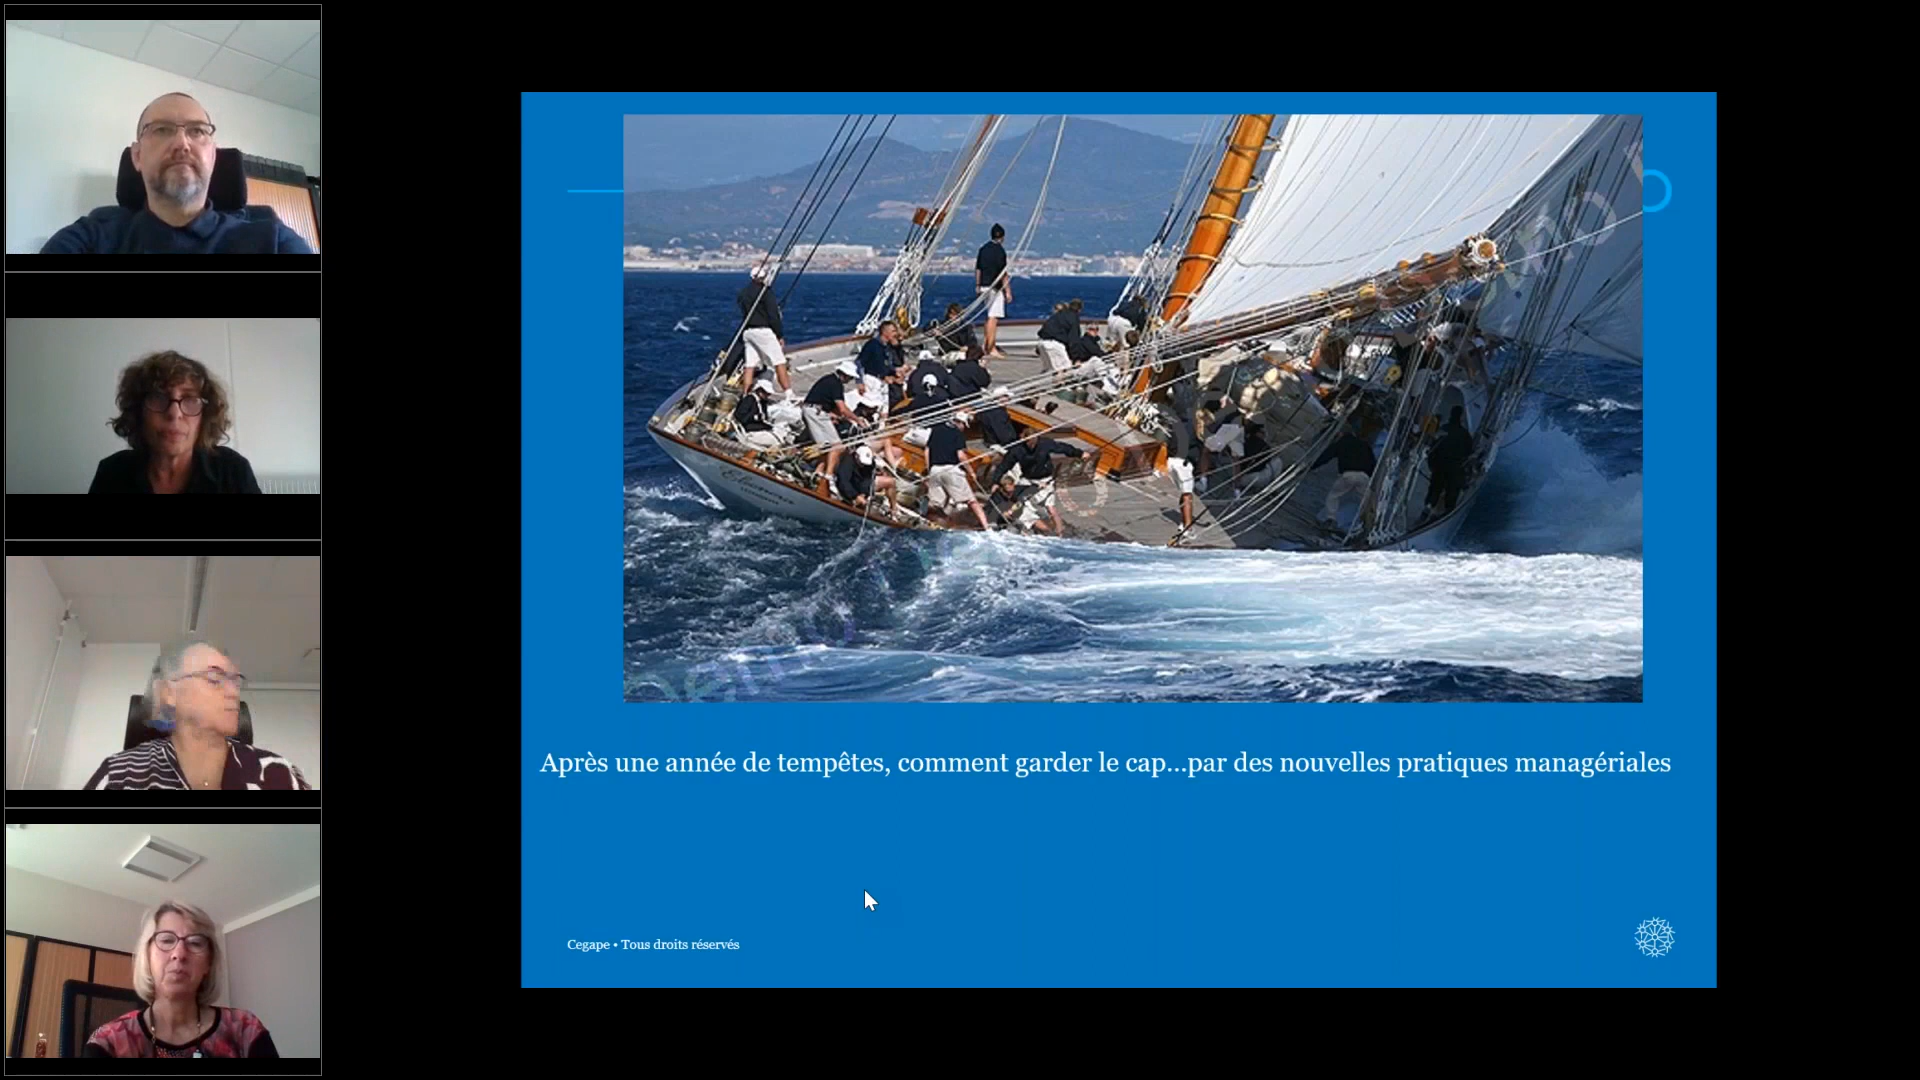 Après une année de tempêtes, comment garder le cap...par des nouvelles pratiques managériales
Cegape • Tous droits réservés